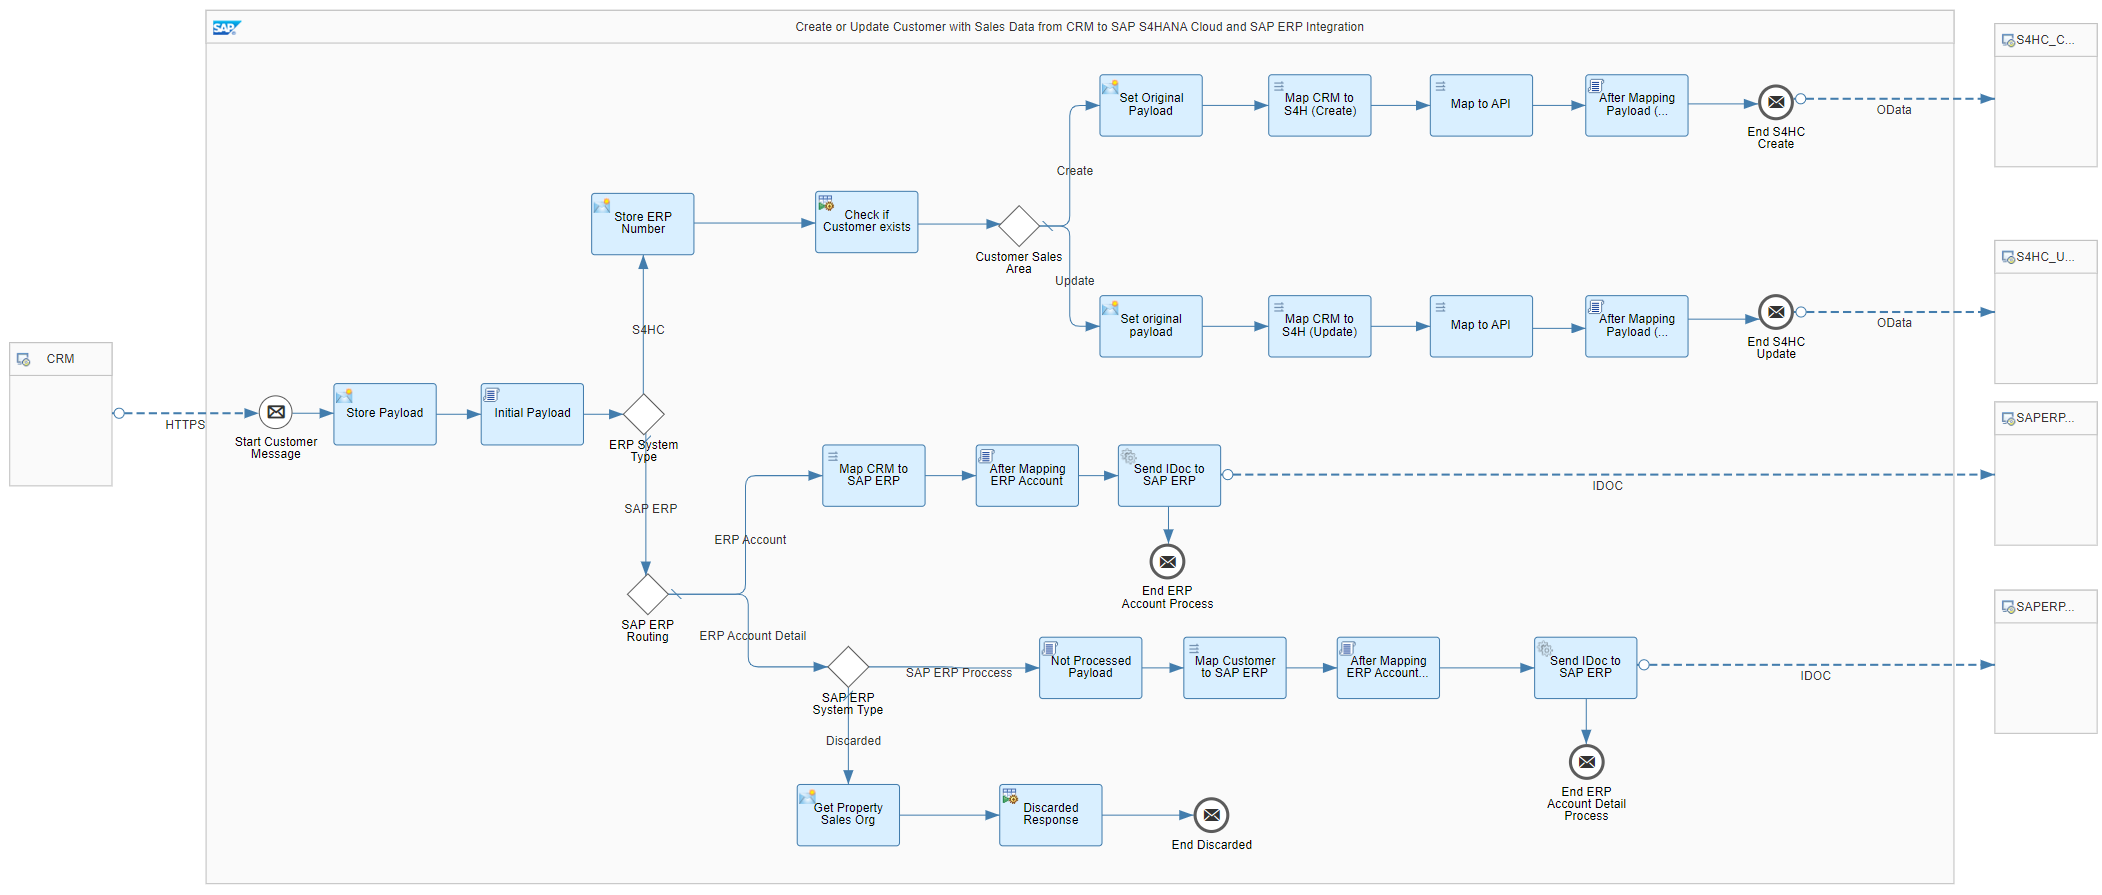 SAP
Create or Update Customer with Sales Data from CRM to SAP S4HANA Cloud and SAP ERP Integration
S4HC_C...
Set Original
Payload
Map CRM to
S4H (Create)
Map to API
After Mapping
Payload (...
End S4HC
Create
OData
Create
Store ERP
Number
Check if
Customer exists
Customer Sales
Area
Update
S4HC_U...
Set original
payload
Map CRM to
S4H (Update)
Map to API
After Mapping
Payload (...
End S4HC
Update
OData
S4HC
CRM
HTTPS
Start Customer
Message
Store Payload
Initial Payload
ERP System
Type
SAP ERP
SAPERP...
Map CRM to
SAP ERP
After Mapping
ERP Account
Send IDoc to
SAP ERP
IDOC
ERP Account
End ERP
Account Process
SAP ERP
Routing
ERP Account Detail
SAPERP...
SAP ERP
System Type
SAP ERP Proccess
Not Processed
Payload
Map Customer
to SAP ERP
After Mapping
ERP Account...
Send IDoc to
SAP ERP
IDOC
Discarded
End ERP
Account Detail
Process
Get Property
Sales Org
Discarded
Response
End Discarded